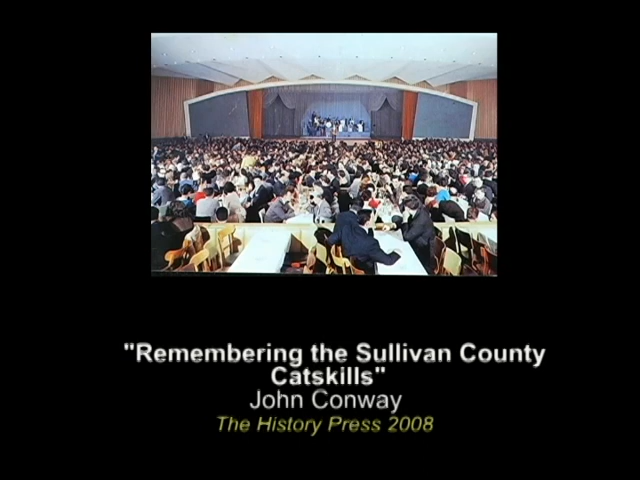 "Remembering the Sullivan County
Catskills"
John Conway
The History Press 2008